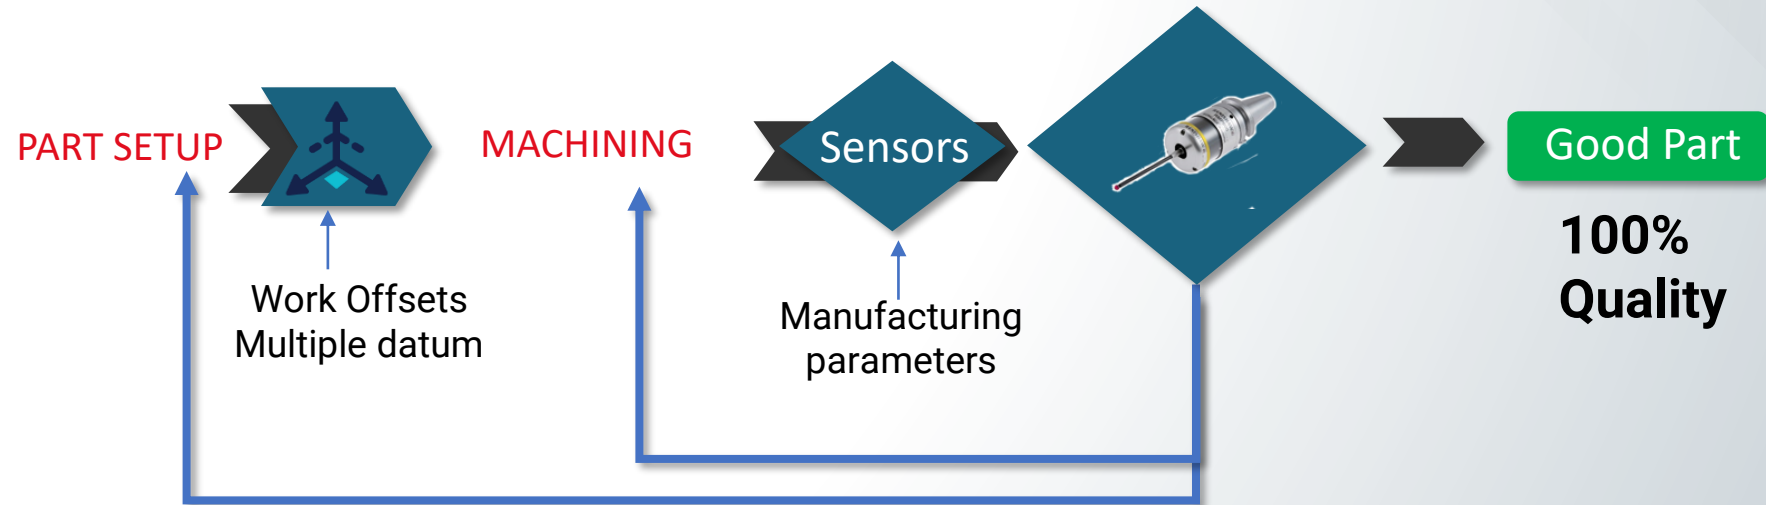 PART SETUP
MACHINING
Sensors
Good Part
Work Offsets
Multiple datum
Manufacturing
parameters
100%
Quality